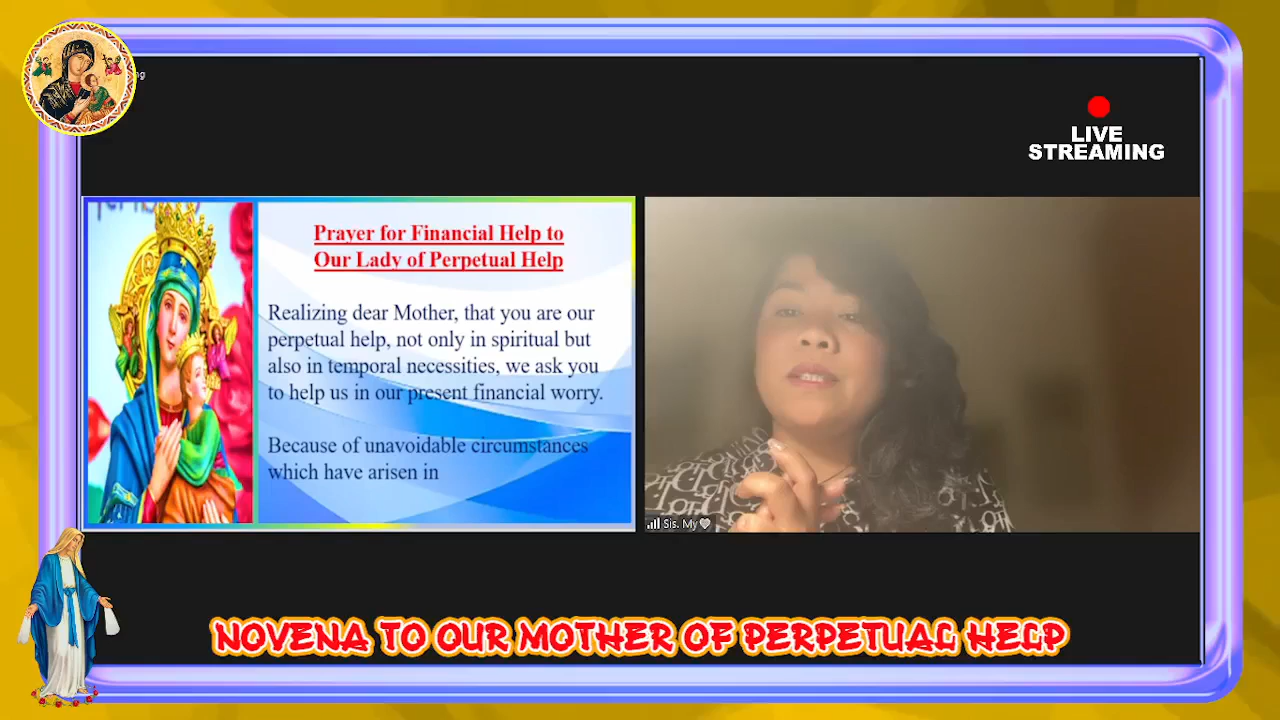 LIVE
STREAMING
Prayer for Financial Help to
Our Lady of Perpetual Help
Realizing dear Mother, that you are our
perpetual help, not only in spiritual but
also in temporal necessities, we ask you
to help us in our present financial worry.
Because of unavoidable circumstances
which have arisen in
Sis. My🤍
NOVENA TO OUR MOTHER OF PERPETUAL HELP